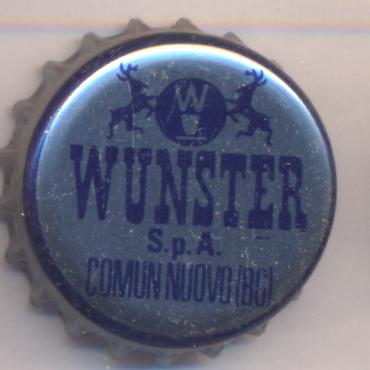 W
WUNSTER
S.p.A.
COMUN NUOVO (BG)